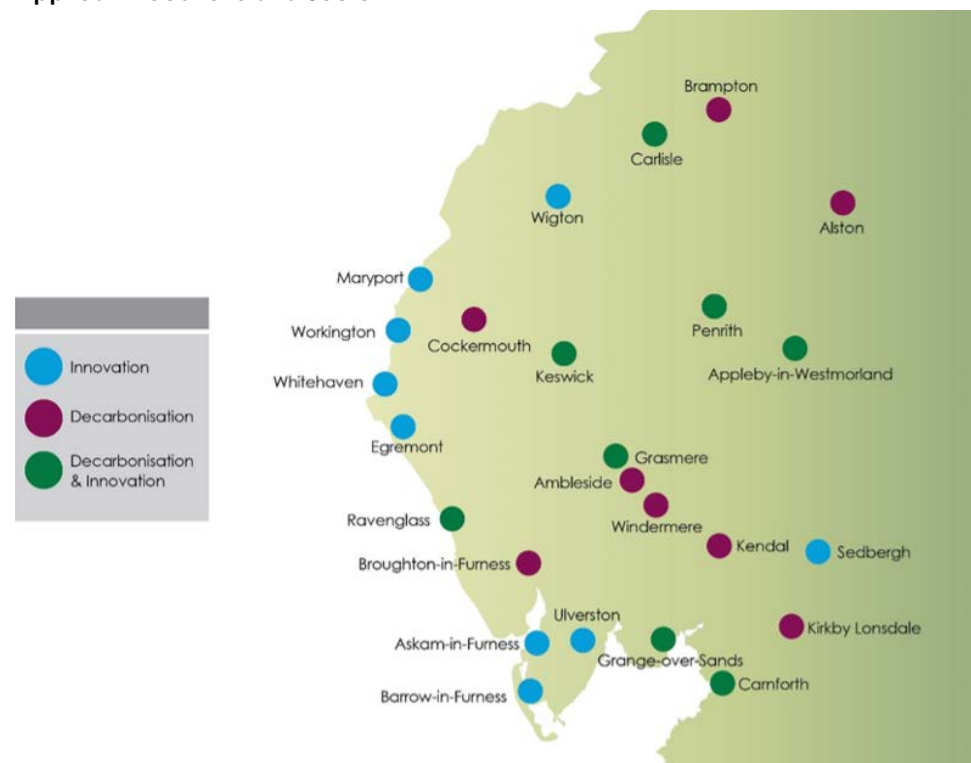 Brampton
Carlisle
Wigton
Alston
Maryport
Penrith
Workington
Cockermouth
Keswick
Appleby-in-Westmorland
Innovation
Whitehaven
Decarbonisation
Egremont
Decarbonisation
& Innovation
Grasmere
Ambleside
Ravenglass
Windermere
Kendal
Sedbergh
Broughton-in-Furness
Ulverston
Kirkby Lonsdale
Askam-in-Furness
Grange-over-Sands
Carnforth
Barrow-in-Furness